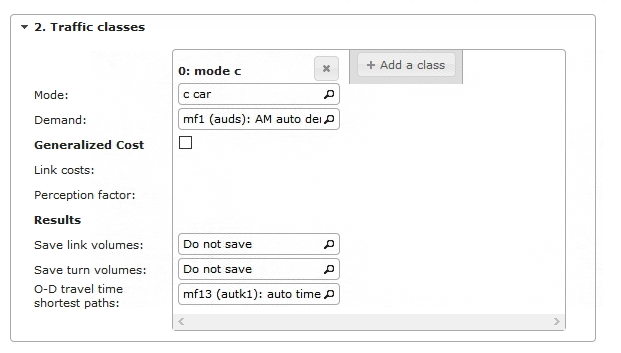 2. Traffic classes
0: mode c
+ Add a class
Mode: c car
Demand: mf1 (auds): AM auto
Generalized Cost
Link costs:
Perception factor:
Results
Save link volumes: Do not save
Save turn volumes: Do not save
O-D travel time
shortest paths: mf13 (autk1): auto time